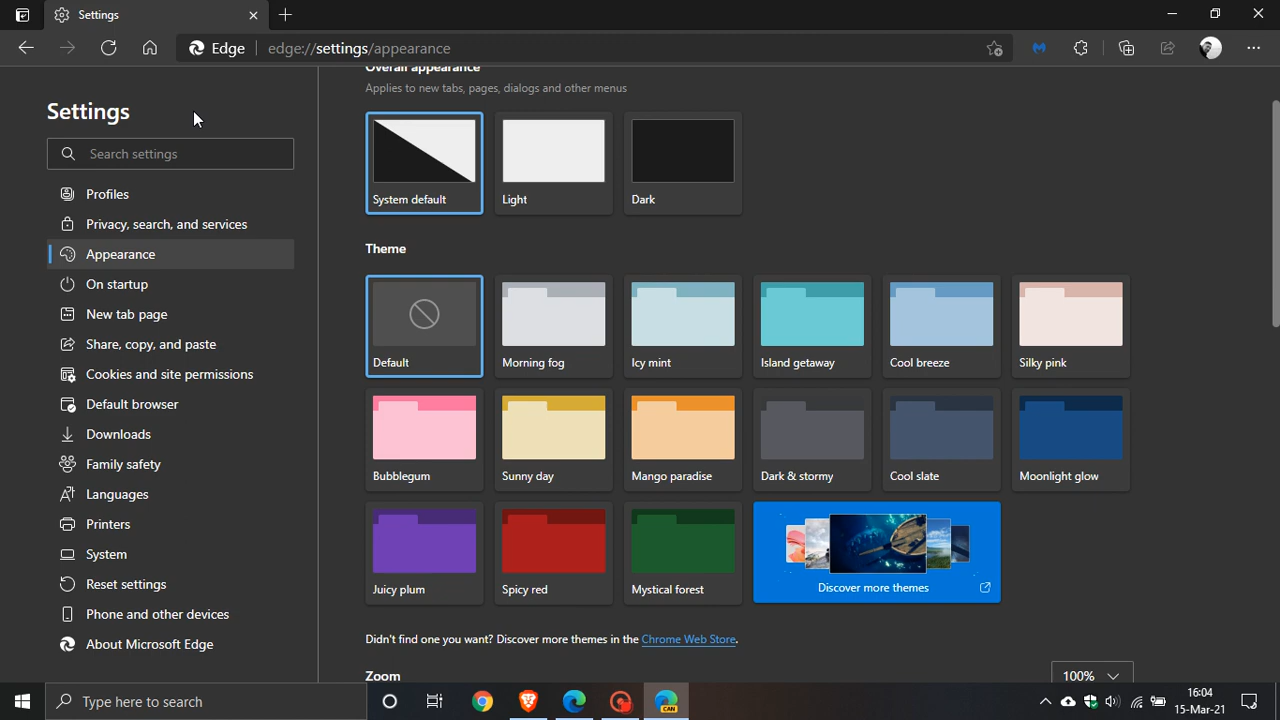 Settings
Edge edge://settings/appearance
Settings
Search settings
Profiles
Privacy, search, and services
Appearance
On startup
New tab page
Share, copy, and paste
Cookies and site permissions
Default browser
Downloads
Family safety
Languages
Printers
System
Reset settings
Phone and other devices
About Microsoft Edge
Overall appearance
Applies to new tabs, pages, dialogs and other menus
System default
Light
Dark
Theme
Default
Morning fog
Icy mint
Island getaway
Cool breeze
Silky pink
Bubblegum
Sunny day
Mango paradise
Dark & stormy
Cool slate
Moonlight glow
Juicy plum
Spicy red
Mystical forest
Discover more themes
Didn't find one you want? Discover more themes in the Chrome Web Store.
Zoom
100%
Type here to search
CAN
16:04
15-Mar-21